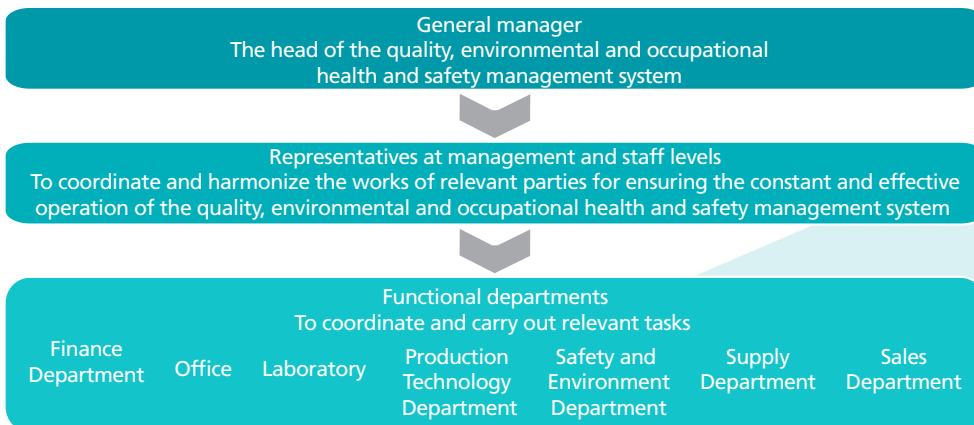 General manager
The head of the quality, environmental and occupational
health and safety management system
Representatives at management and staff levels
To coordinate and harmonize the works of relevant parties for ensuring the constant and effective
operation of the quality, environmental and occupational health and safety management system
Functional departments
To coordinate and carry out relevant tasks
Finance
Department
Office
Laboratory
Production
Technology
Department
Safety and
Environment
Department
Supply
Department
Sales
Department